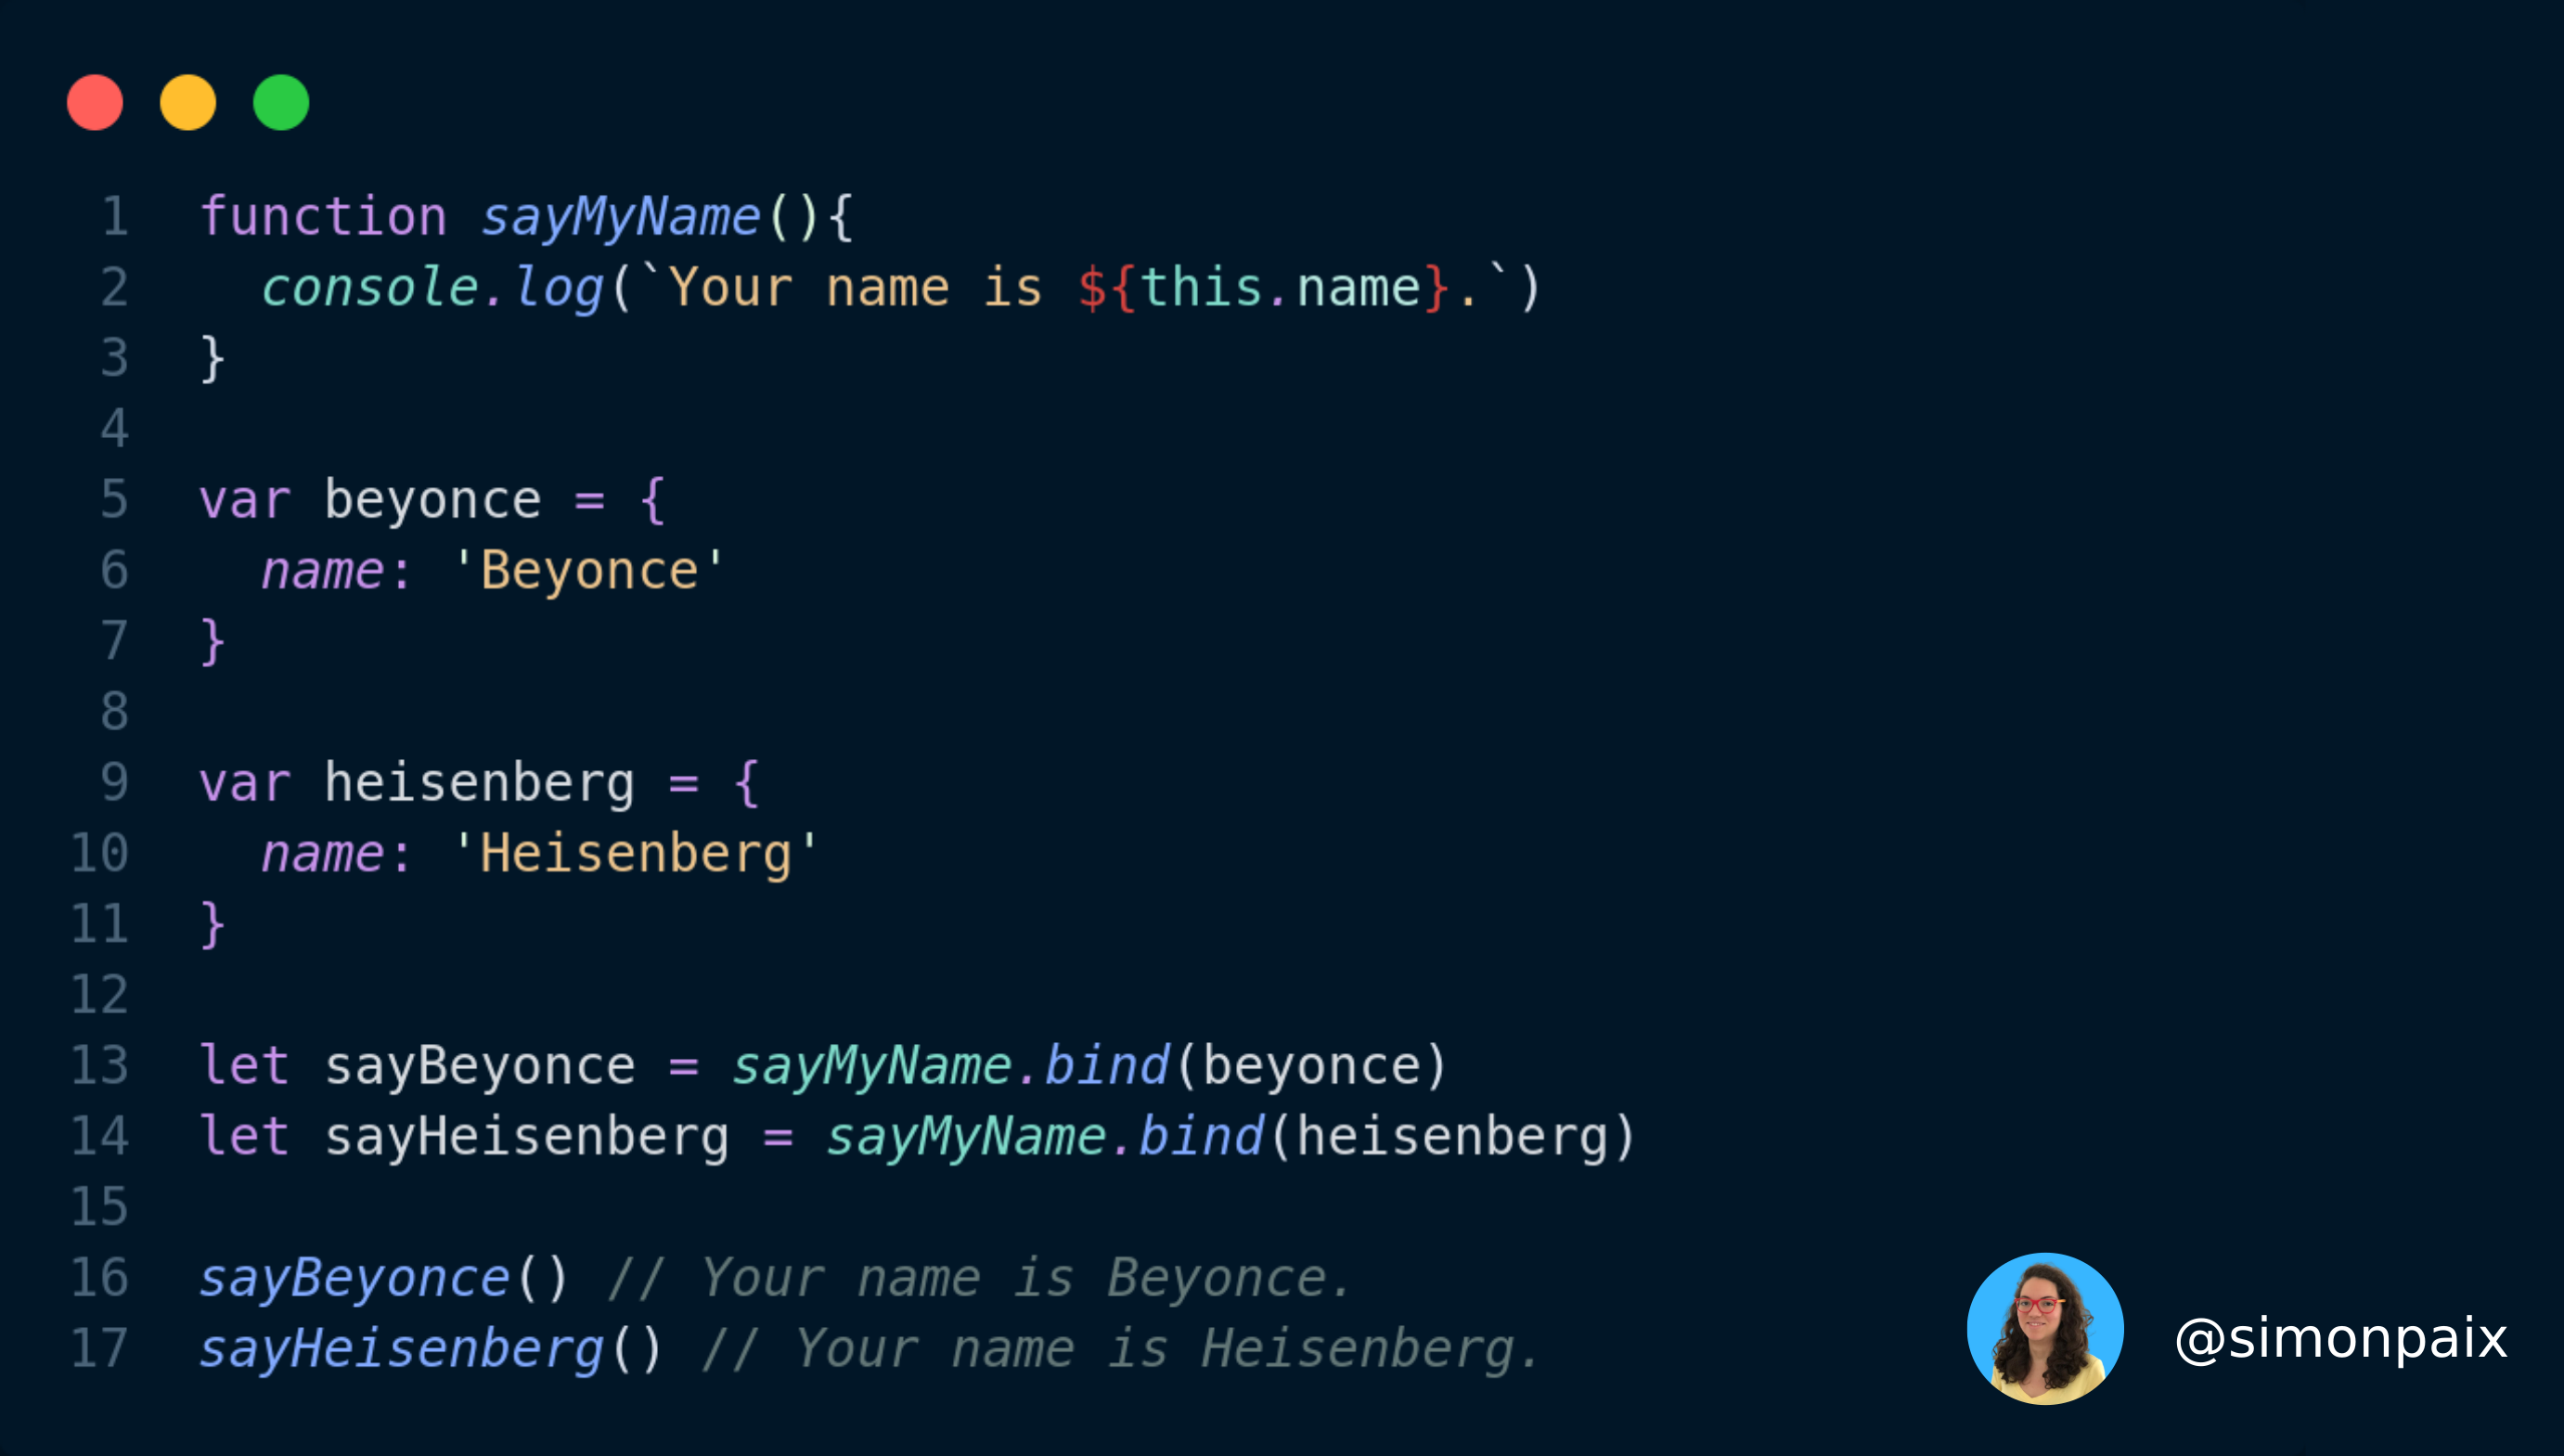 1 function sayMyName(){
2   console.log(`Your name is ${this.name}.`)
3 }
4
5 var beyonce = {
6   name: 'Beyonce'
7 }
8
9 var heisenberg = {
10   name: 'Heisenberg'
11 }
12
13 let sayBeyonce = sayMyName.bind(beyonce)
14 let sayHeisenberg = sayMyName.bind(heisenberg)
15
16 sayBeyonce() // Your name is Beyonce.
17 sayHeisenberg() // Your name is Heisenberg.
@simonpaix